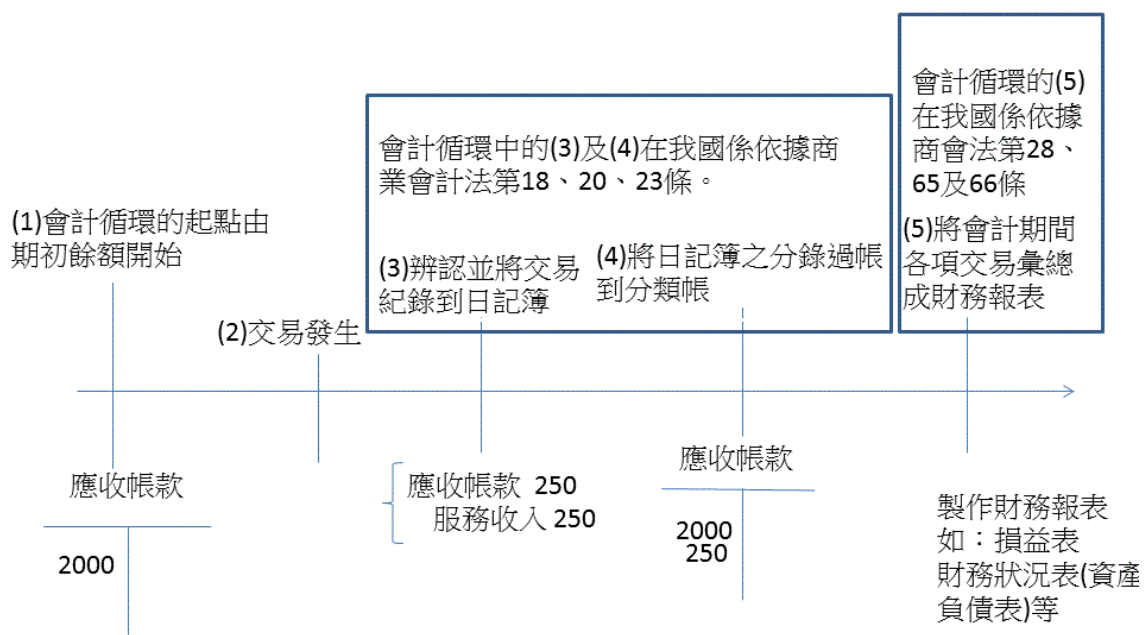 (1)會計循環的起點由
期初餘額開始
(2)交易發生
會計循環中的(3)及(4)在我國係依據商
業會計法第18、20、23條。
(3)辨認並將交易
紀錄到日記簿
(4)將日記簿之分錄過帳
到分類帳
會計循環的(5)
在我國係依據
商會法第28、
65及66條
(5)將會計期間
各項交易彙總
成財務報表
應收帳款
2000
應收帳款 250
服務收入 250
應收帳款
2000
250
製作財務報表
如：損益表
財務狀況表(資產
負債表)等